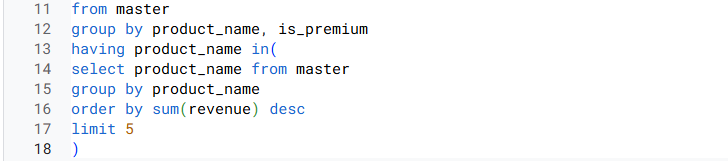 11 from master
12 group by product_name, is_premium
13 having product_name in(
14 select product_name from master
15 group by product_name
16 order by sum(revenue) desc
17 limit 5
18 )